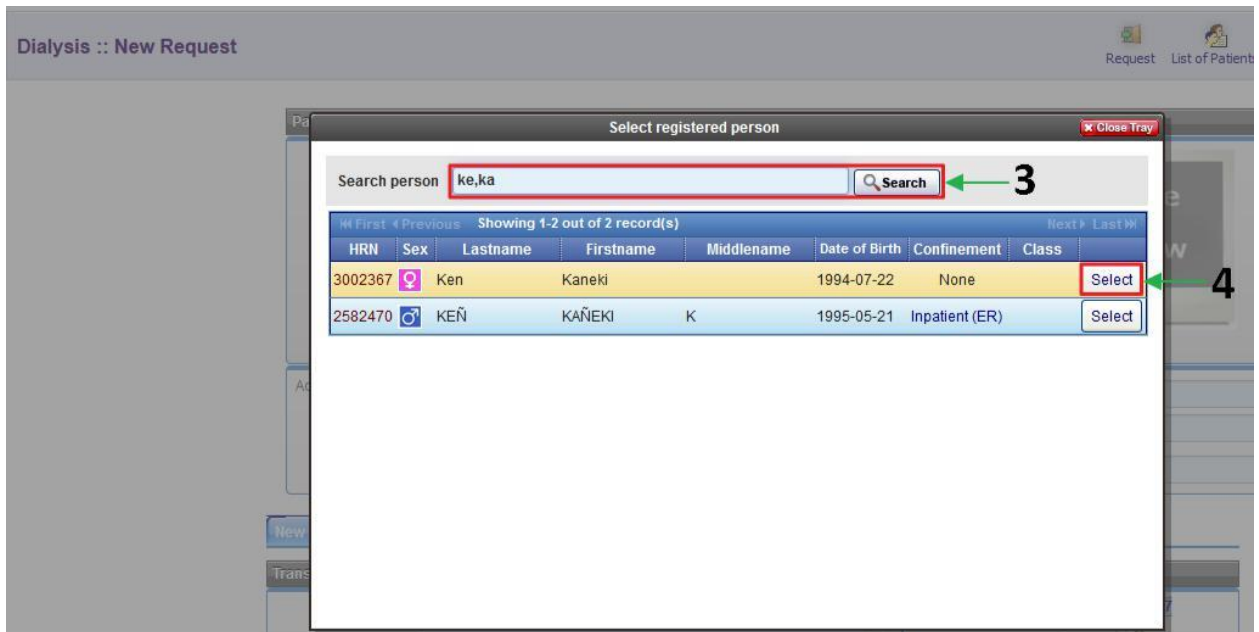 Dialysis :: New Request
Request List of Patients
Pa
Select registered person
x Close Tray
Search person ke,ka Search 3
First Previous Showing 1-2 out of 2 record(s) Next Last
HRN Sex Lastname Firstname Middlename Date of Birth Confinement Class
3002367 Ken Kaneki 1994-07-22 None Select 4
2582470 KEÑ KAÑEKI K 1995-05-21 Inpatient (ER) Select
Ad
New
Trans